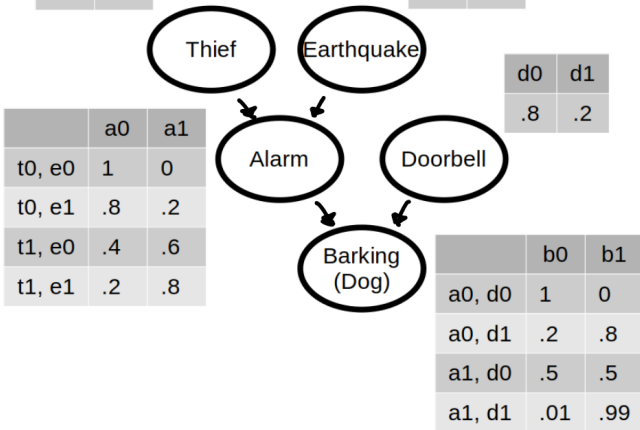 Thief
Earthquake
d0 d1
.8 .2
a0 a1
t0, e0 1 0
t0, e1 .8 .2
t1, e0 .4 .6
t1, e1 .2 .8
Alarm
Doorbell
Barking
(Dog)
b0 b1
a0, d0 1 0
a0, d1 .2 .8
a1, d0 .5 .5
a1, d1 .01 .99